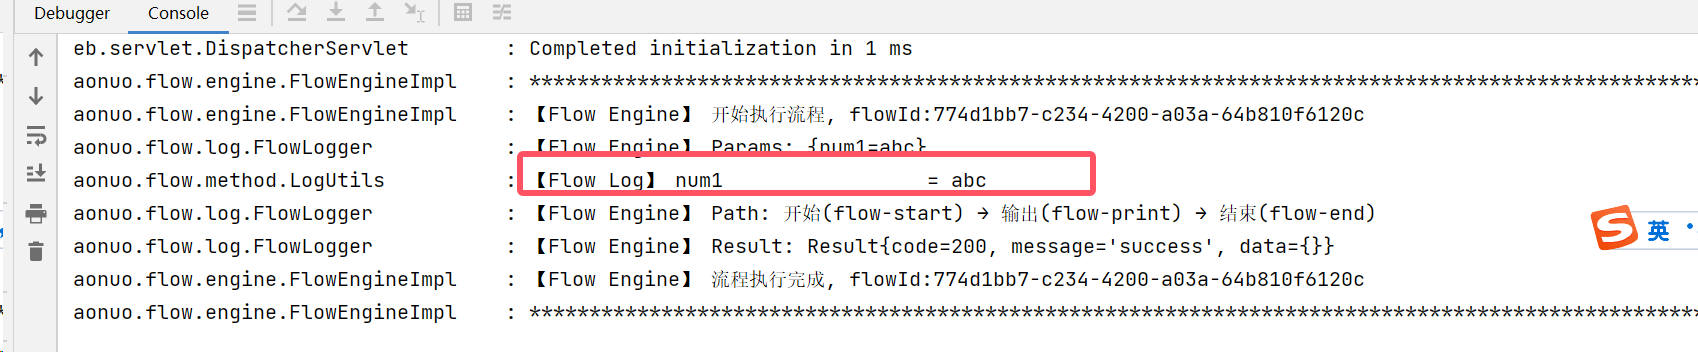 Debugger Console
eb.servlet.DispatcherServlet : Completed initialization in 1 ms
aonuo.flow.engine.FlowEngineImpl : **************************************************************************************************
aonuo.flow.engine.FlowEngineImpl : 【Flow Engine】 开始执行流程, flowId:774d1bb7-c234-4200-a03a-64b810f6120c
aonuo.flow.log.FlowLogger : 【Flow Engine】 Params: {num1=abc}
aonuo.flow.method.LogUtils : 【Flow Log】 num1 = abc
aonuo.flow.log.FlowLogger : 【Flow Engine】 Path: 开始(flow-start) → 输出(flow-print) → 结束(flow-end)
aonuo.flow.log.FlowLogger : 【Flow Engine】 Result: Result{code=200, message='success', data={}}
aonuo.flow.engine.FlowEngineImpl : 【Flow Engine】 流程执行完成, flowId:774d1bb7-c234-4200-a03a-64b810f6120c
aonuo.flow.engine.FlowEngineImpl : **************************************************************************************************
S 英